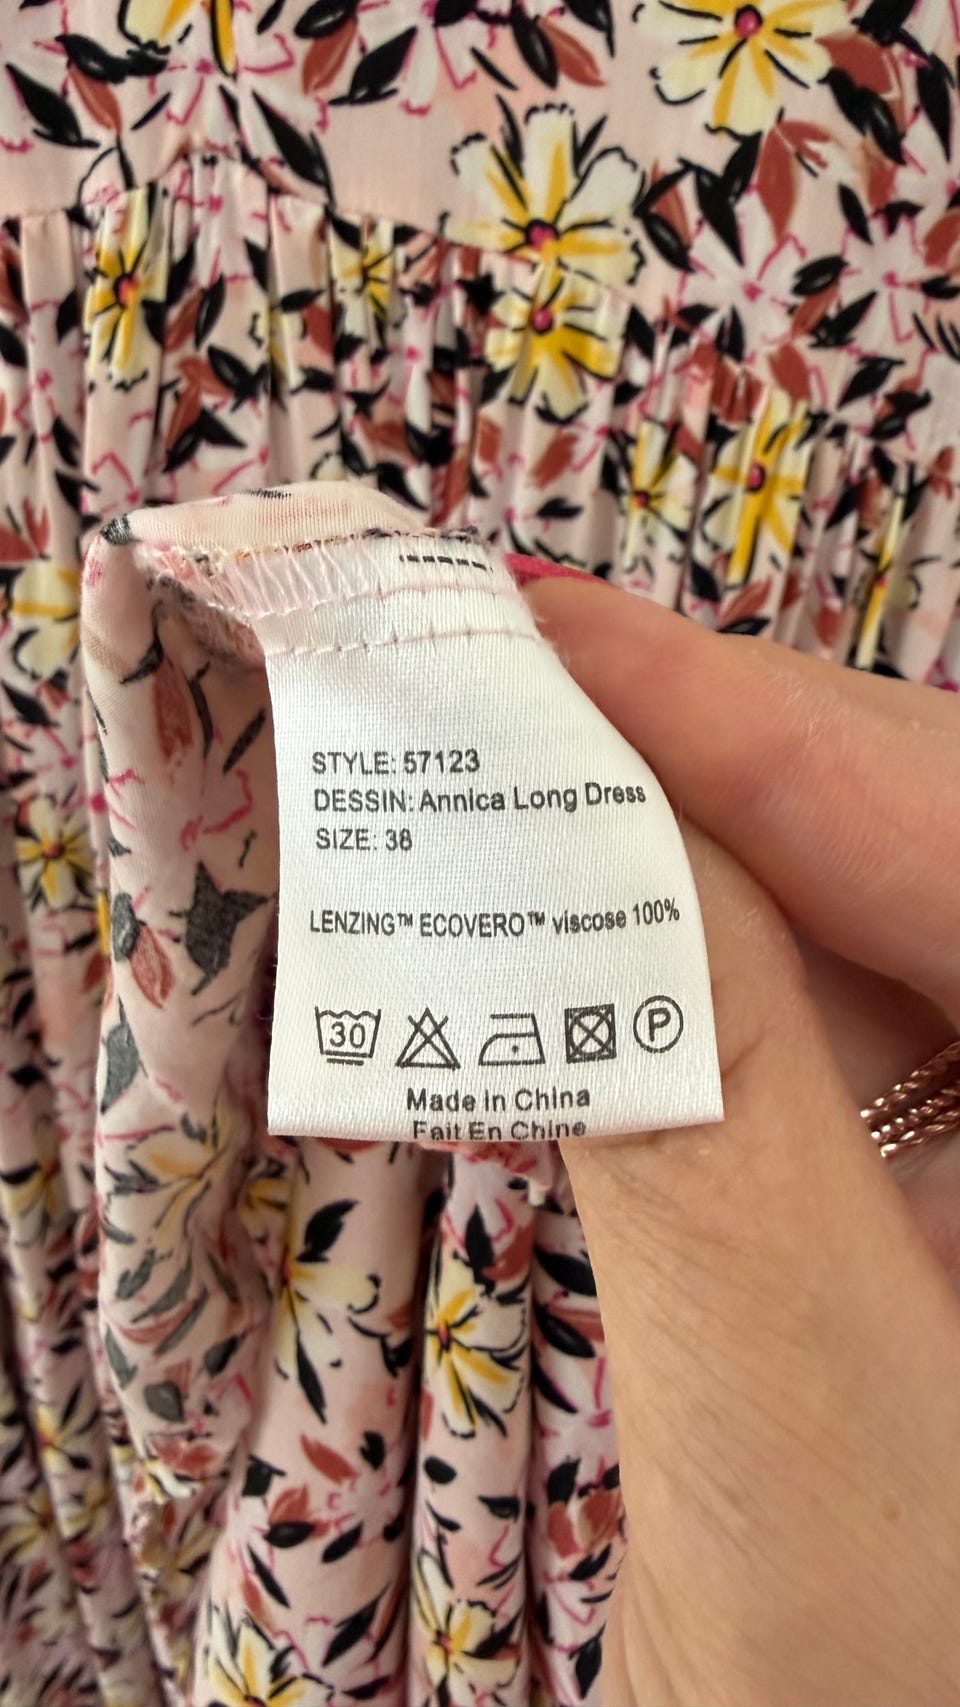 STYLE: 57123
DESSIN: Annica Long Dress
SIZE: 38
LENZING™ ECOVERO™ viscose 100%
30 P
Made in China
Fait En Chine